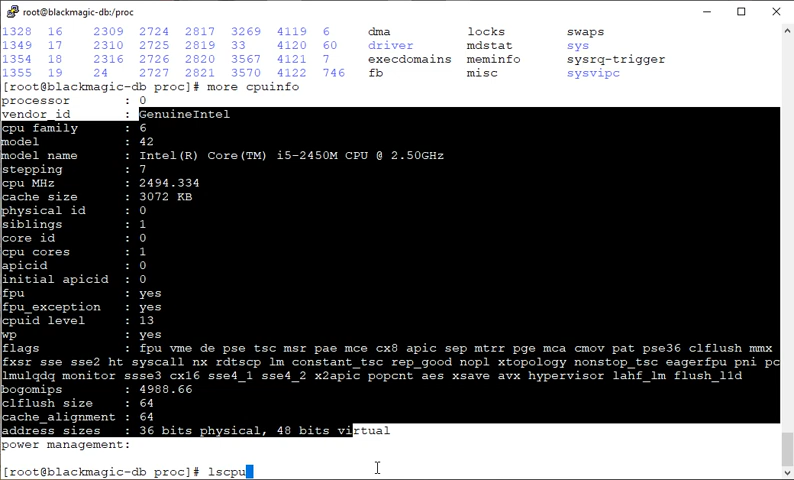 root@blackmagic-db:/proc
1328 16 2309 2724 2817 3269 4119 6 dma locks swaps
1349 17 2310 2725 2819 33 4120 60 driver mdstat sys
1354 18 2316 2726 2820 3567 4121 7 execdomains meminfo sysrq-trigger
1355 19 24 2727 2821 3570 4122 746 fb misc sysvipc
[root@blackmagic-db proc]# more cpuinfo
processor : 0
vendor_id : GenuineIntel
cpu family : 6
model : 42
model name : Intel(R) Core(TM) i5-2450M CPU @ 2.50GHz
stepping : 7
cpu MHz : 2494.334
cache size : 3072 KB
physical id : 0
siblings : 1
core id : 0
cpu cores : 1
apicid : 0
initial apicid : 0
fpu : yes
fpu_exception : yes
cpuid level : 13
wp : yes
flags : fpu vme de pse tsc msr pae mce cx8 apic sep mtrr pge mca cmov pat pse36 clflush mmx
fxsr sse sse2 ht syscall nx rdtscp lm constant_tsc rep_good nopl xtopology nonstop_tsc eagerfpu pni pc
lmulqdq monitor ssse3 cx16 sse4_1 sse4_2 x2apic popcnt aes xsave avx hypervisor lahf_lm flush_l1d
bogomips : 4988.66
clflush size : 64
cache_alignment : 64
address sizes : 36 bits physical, 48 bits virtual
power management:
[root@blackmagic-db proc]# lscpu